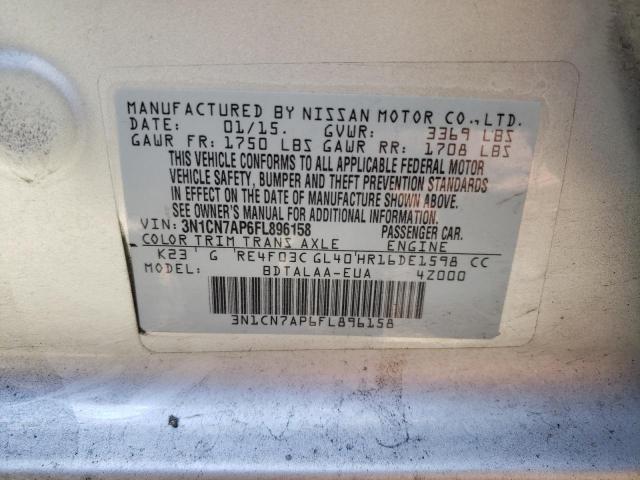 MANUFACTURED BY NISSAN MOTOR CO.,LTD.
DATE: 01/15. GVWR: 3369 LBS
GAWR FR: 1750 LBS GAWR RR: 1708 LBS
THIS VEHICLE CONFORMS TO ALL APPLICABLE FEDERAL MOTOR
VEHICLE SAFETY, BUMPER AND THEFT PREVENTION STANDARDS
IN EFFECT ON THE DATE OF MANUFACTURE SHOWN ABOVE.
SEE OWNER'S MANUAL FOR ADDITIONAL INFORMATION.
VIN: 3N1CN7AP6FL896158 PASSENGER CAR.
COLOR TRIM TRANS AXLE ENGINE
K23 G RE4F03C GL40 HR16DE1598 CC
MODEL: BDTALAA-EUA 4Z000
3N1CN7AP6FL896158